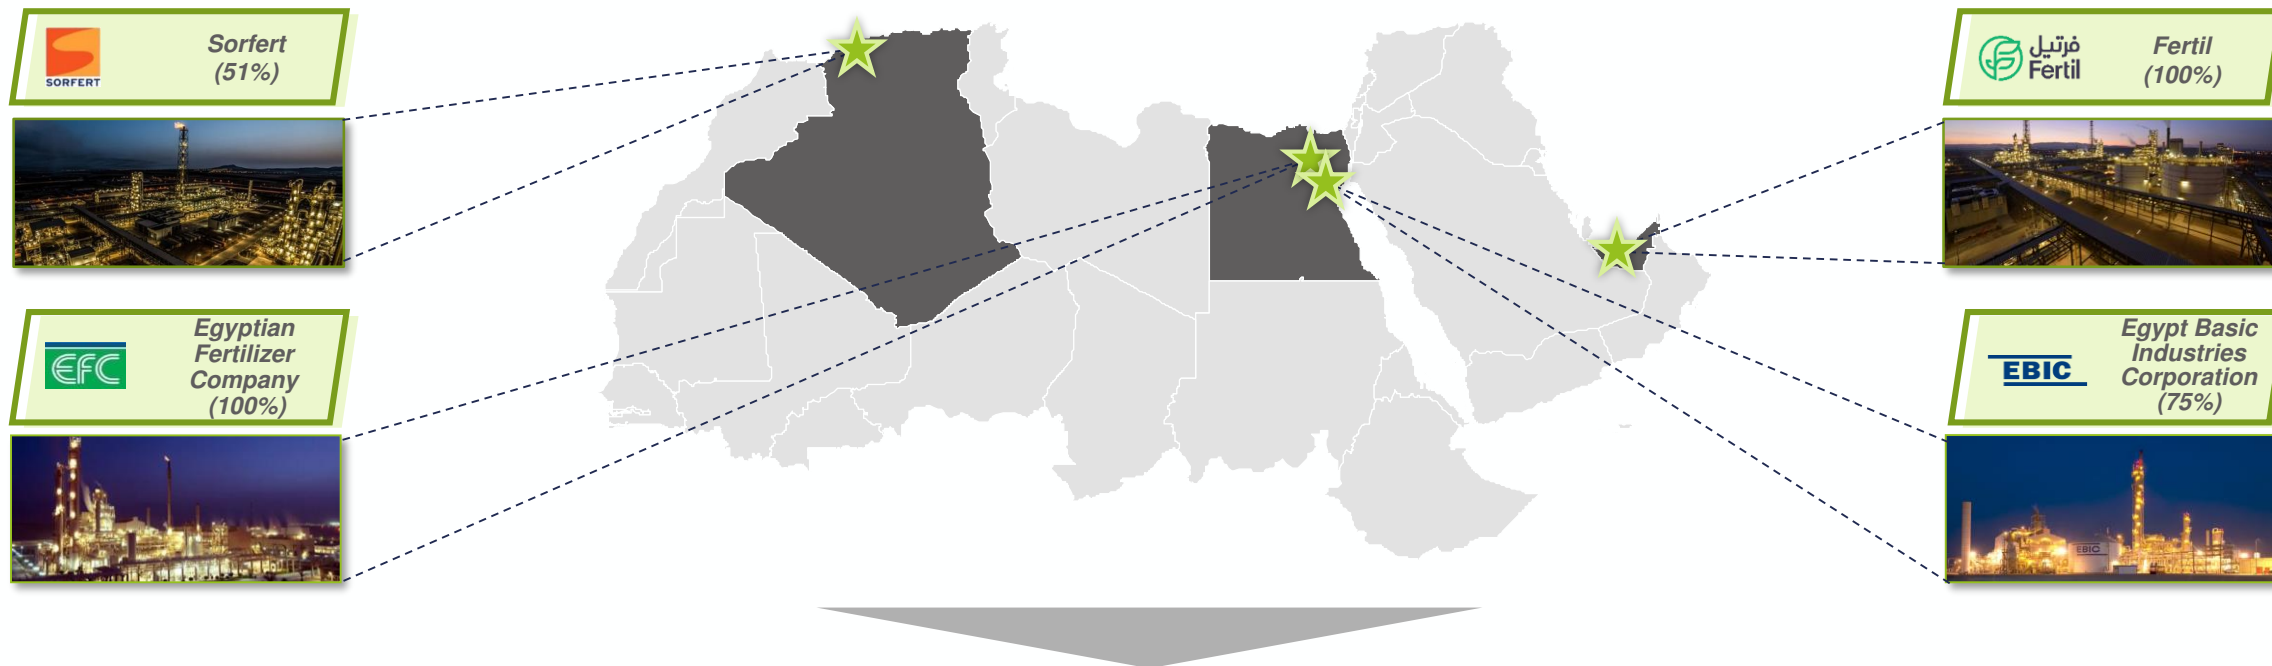 SORFERT
Sorfert
(51%)
فرتيل
Fertil
Fertil
(100%)
EFC
Egyptian
Fertilizer
Company
(100%)
EBIC
Egypt Basic
Industries
Corporation
(75%)
EBIC